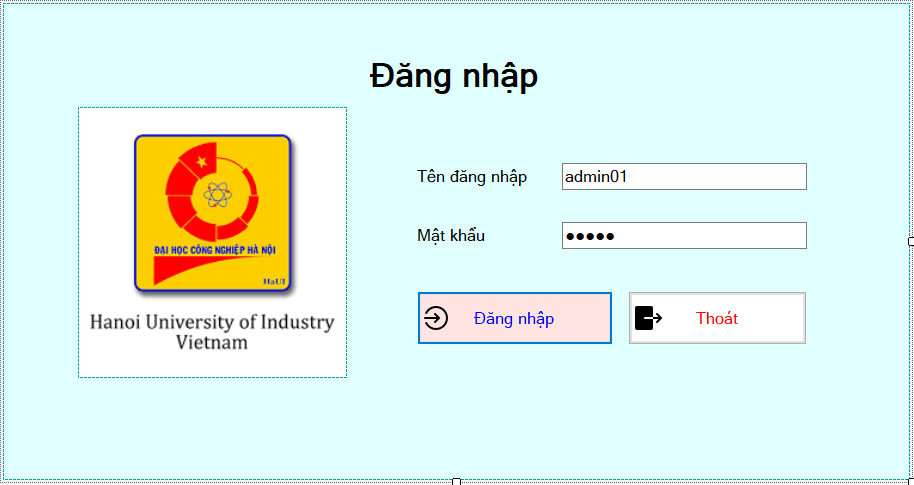 Đăng nhập
ĐẠI HỌC CÔNG NGHIỆP HÀ NỘI
HaUI
Hanoi University of Industry
Vietnam
Tên đăng nhập admin01
Mật khẩu ●●●●●
Đăng nhập Thoát